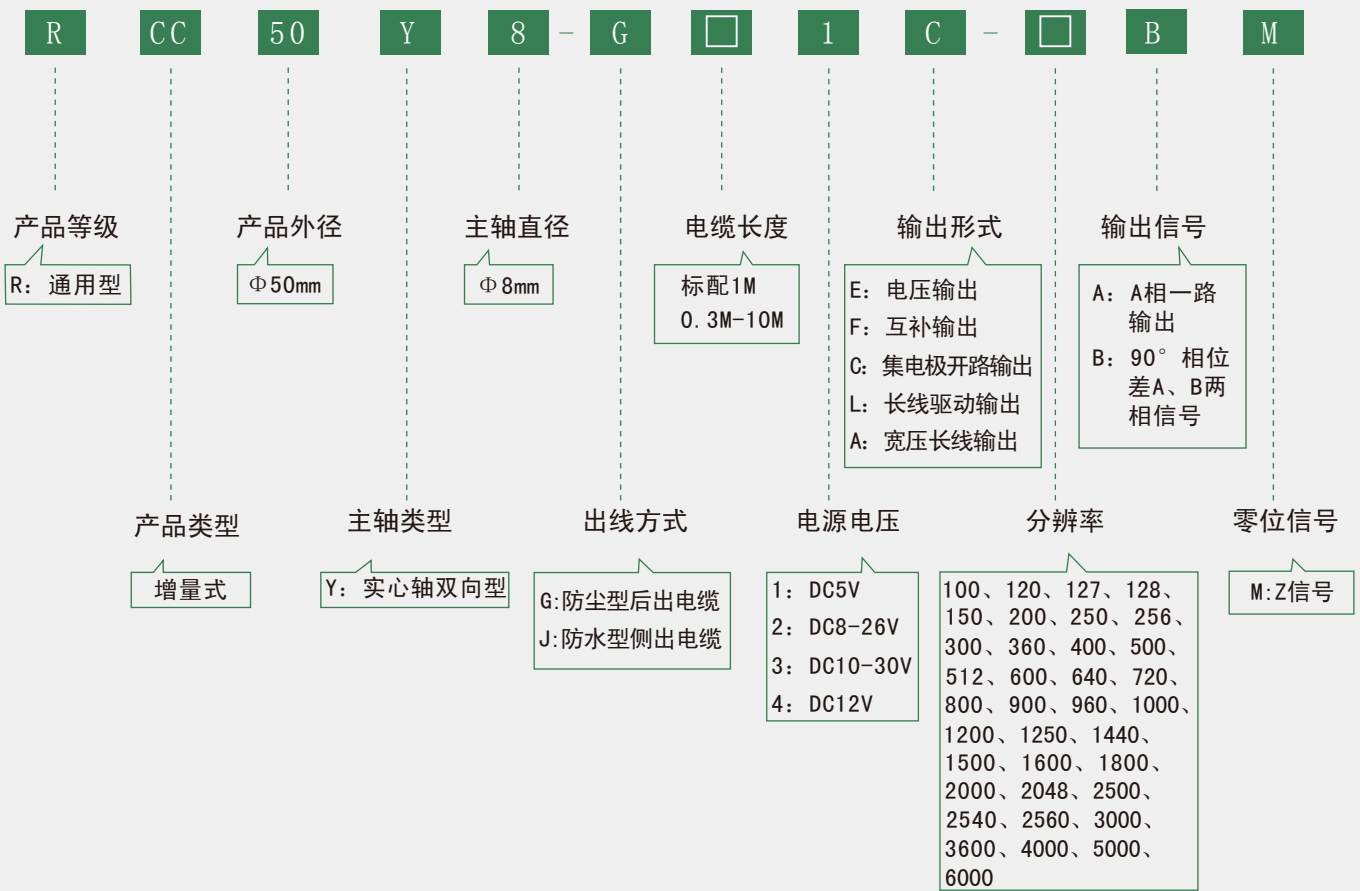 R CC 50 Y 8 - G □ 1 C - □ B M
产品等级
R：通用型
产品外径
Φ50mm
主轴直径
Φ8mm
电缆长度
标配1M
0.3M-10M
输出形式
E：电压输出
F：互补输出
C：集电极开路输出
L：长线驱动输出
A：宽压长线输出
输出信号
A：A相一路
输出
B：90°相位
差A、B两
相信号
产品类型
增量式
主轴类型
Y：实心轴双向型
出线方式
G:防尘型后出电缆
J:防水型侧出电缆
电源电压
1：DC5V
2：DC8-26V
3：DC10-30V
4：DC12V
分辨率
100、120、127、128、
150、200、250、256、
300、360、400、500、
512、600、640、720、
800、900、960、1000、
1200、1250、1440、
1500、1600、1800、
2000、2048、2500、
2540、2560、3000、
3600、4000、5000、
6000
零位信号
M:Z信号